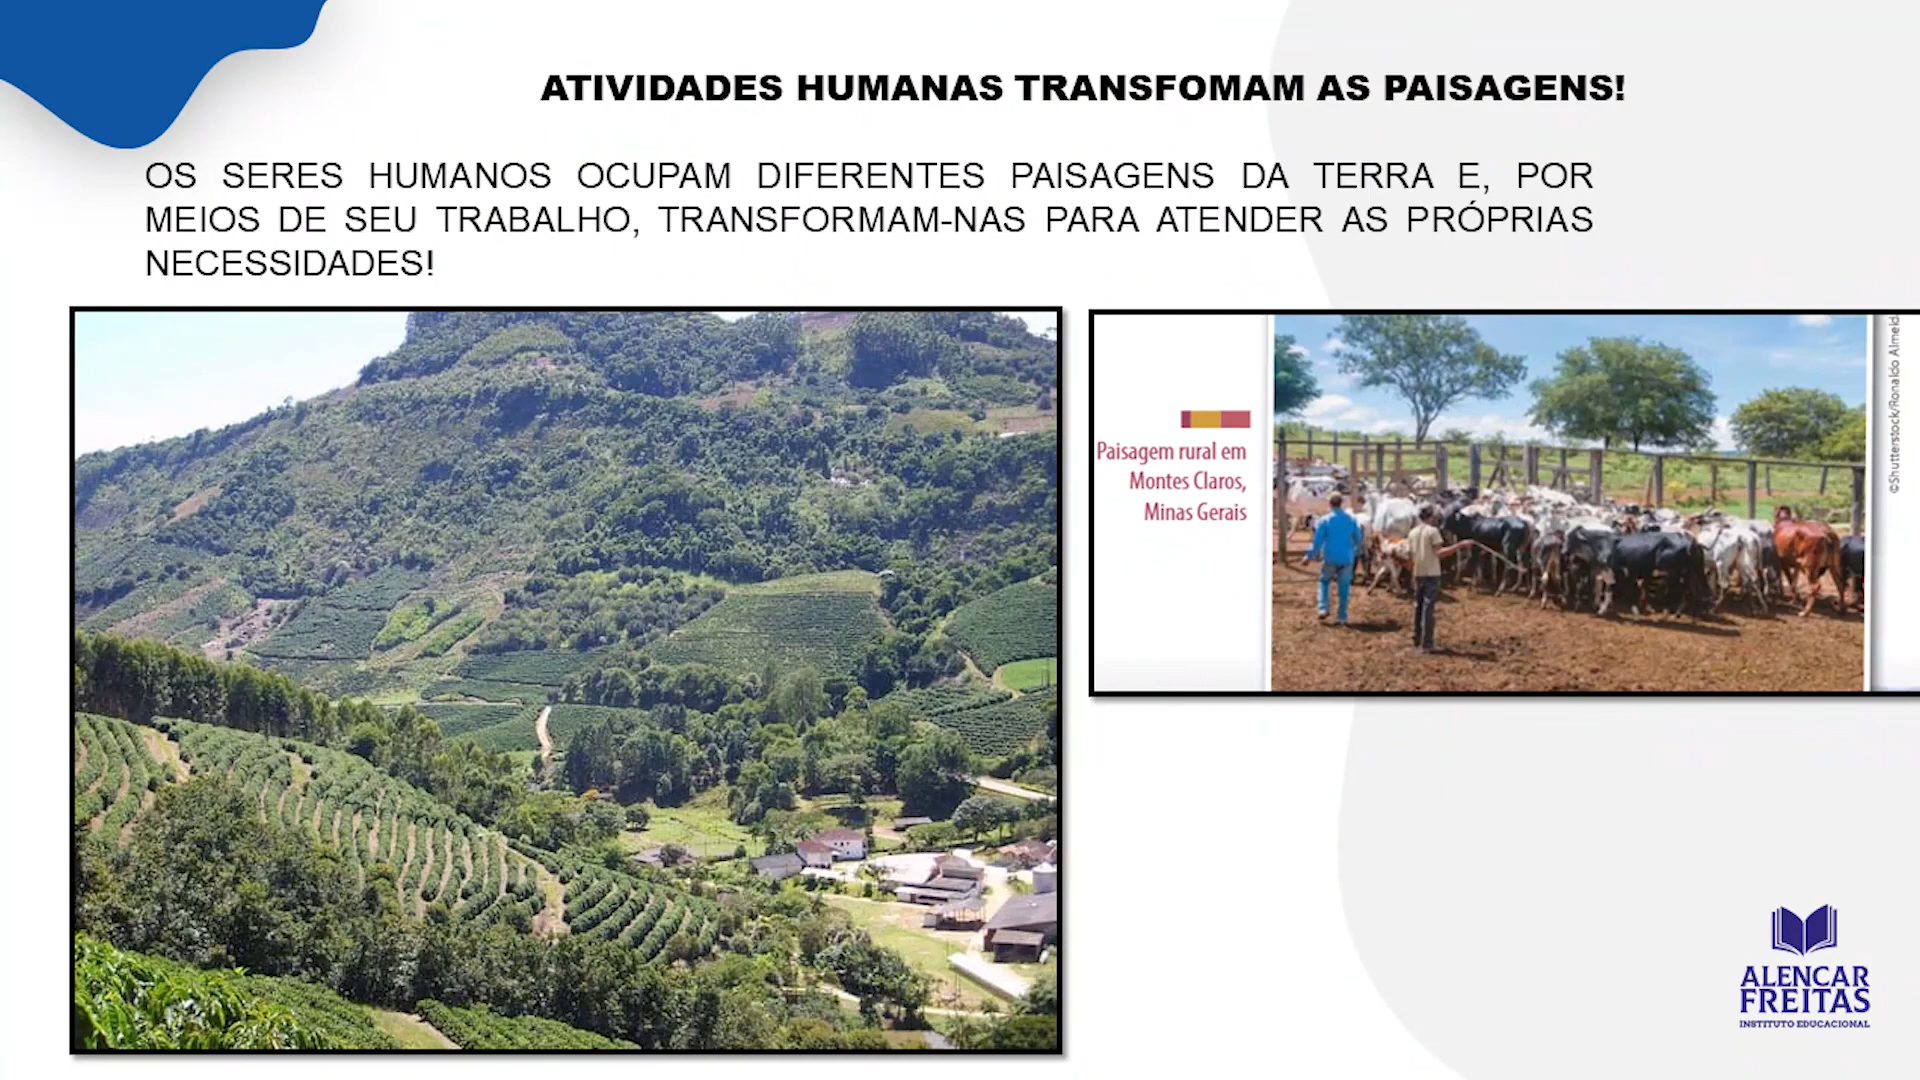 ATIVIDADES HUMANAS TRANSFOMAM AS PAISAGENS!
OS SERES HUMANOS OCUPAM DIFERENTES PAISAGENS DA TERRA E, POR
MEIOS DE SEU TRABALHO, TRANSFORMAM-NAS PARA ATENDER AS PRÓPRIAS
NECESSIDADES!
Paisagem rural em
Montes Claros,
Minas Gerais
©Shutterstock/Ronaldo Almeid
ALENCAR
FREITAS
INSTITUTO EDUCACIONAL